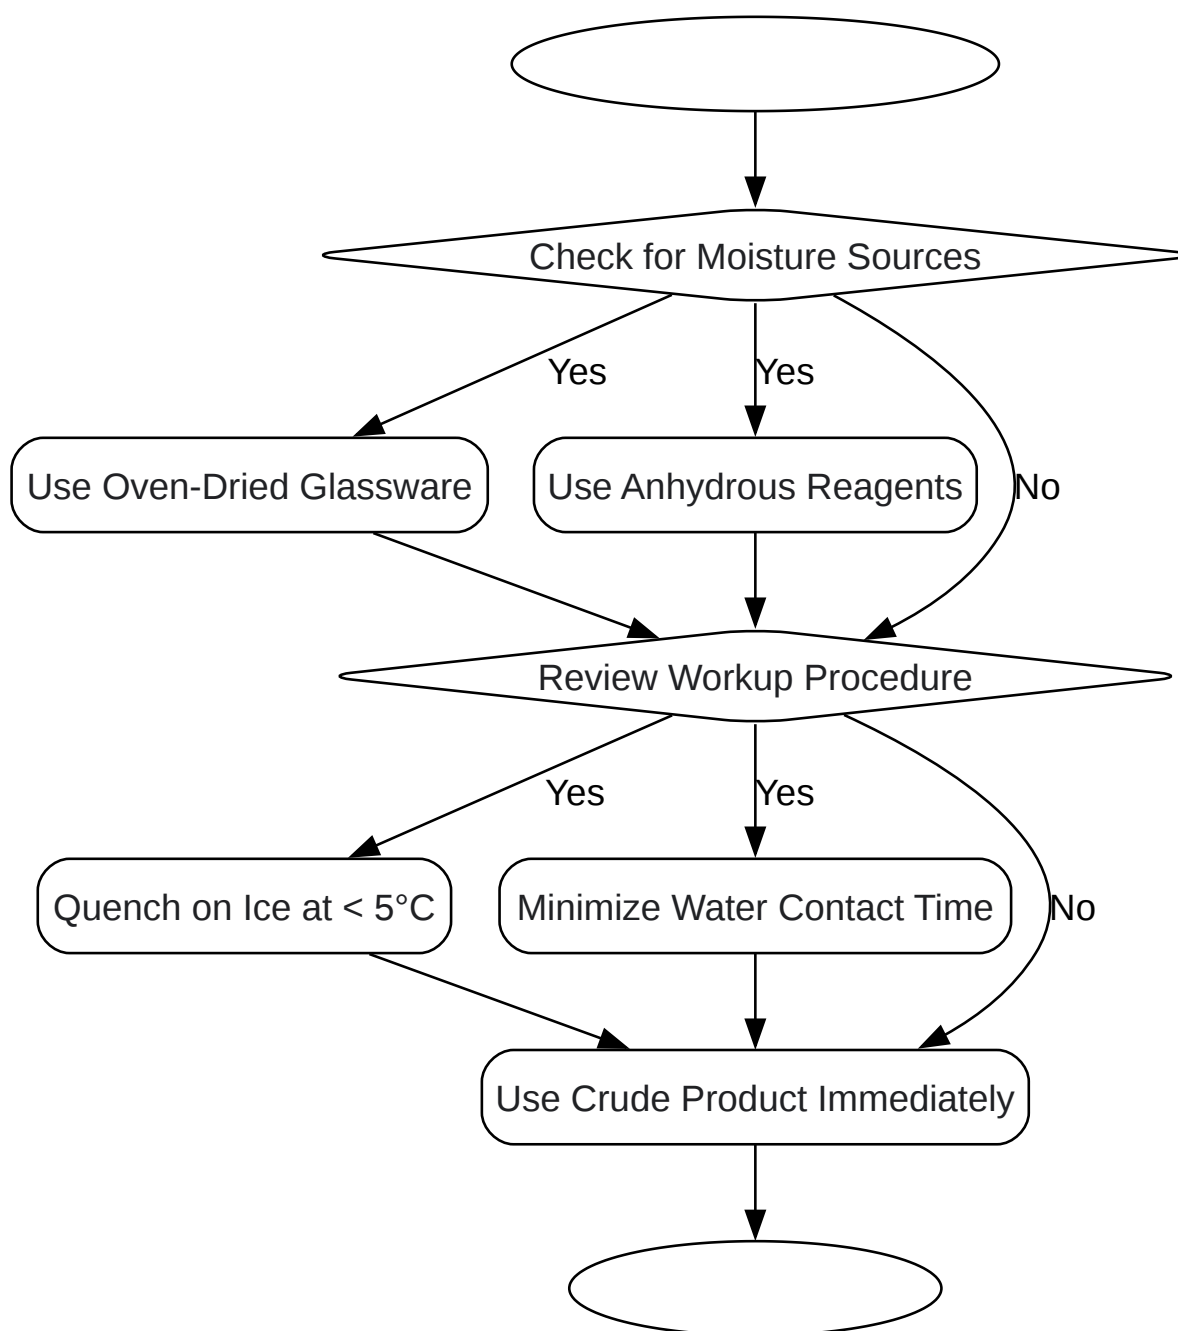 Check for Moisture Sources
Yes
Yes
Use Oven-Dried Glassware
Use Anhydrous Reagents
No
Review Workup Procedure
Yes
Yes
Quench on Ice at < 5°C
Minimize Water Contact Time
No
Use Crude Product Immediately